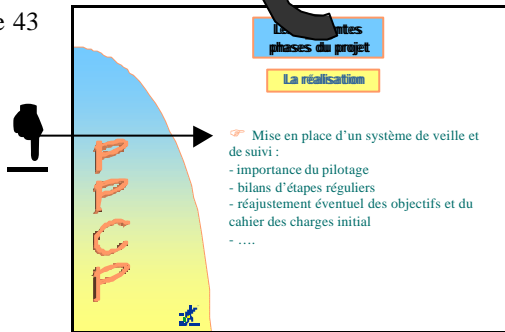 43
phases du projet
La réalisation
☞ Mise en place d'un système de veille et
de suivi :
- importance du pilotage
- bilans d'étapes réguliers
- réajustement éventuel des objectifs et du
cahier des charges initial
- ….
P
P
C
P